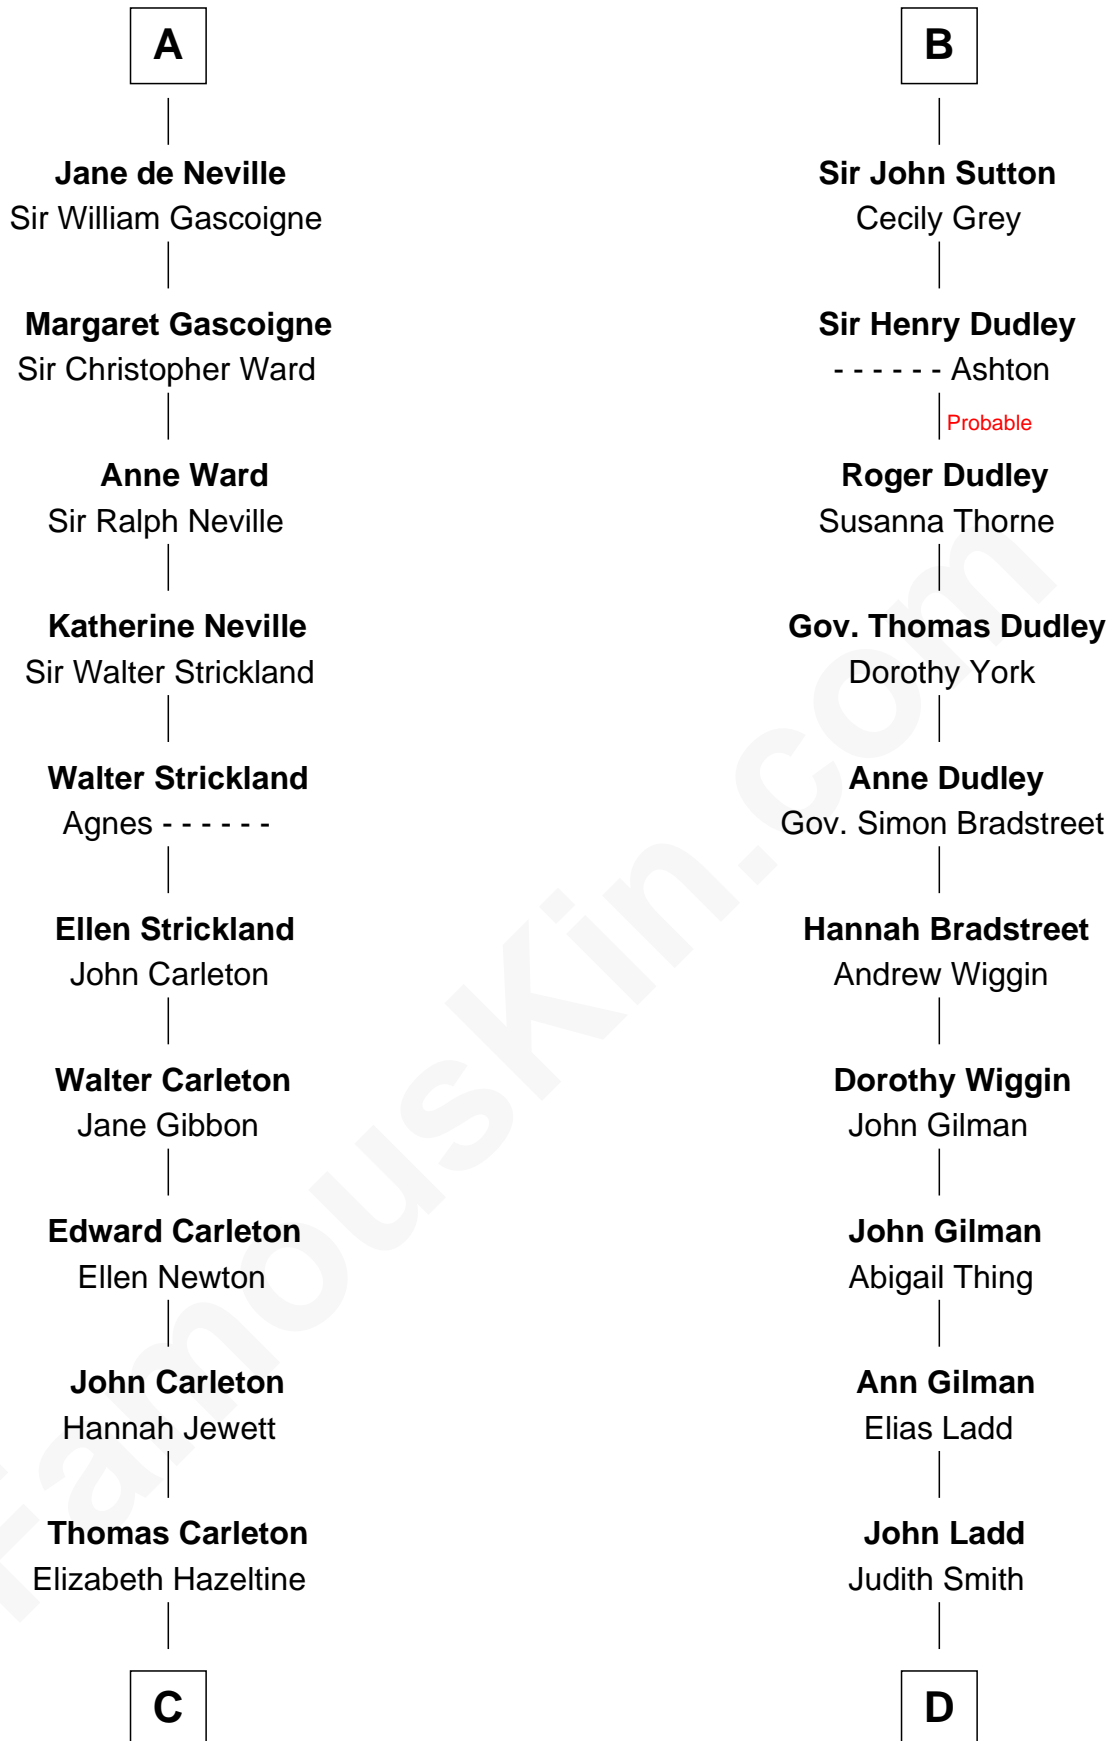 A
Jane de Neville
Sir William Gascoigne
Margaret Gascoigne
Sir Christopher Ward
Anne Ward
Sir Ralph Neville
Katherine Neville
Sir Walter Strickland
Walter Strickland
Agnes - - - - - -
Ellen Strickland
John Carleton
Walter Carleton
Jane Gibbon
Edward Carleton
Ellen Newton
John Carleton
Hannah Jewett
Thomas Carleton
Elizabeth Hazeltine
C
B
Sir John Sutton
Cecily Grey
Sir Henry Dudley
- - - - - - Ashton
Probable
Roger Dudley
Susanna Thorne
Gov. Thomas Dudley
Dorothy York
Anne Dudley
Gov. Simon Bradstreet
Hannah Bradstreet
Andrew Wiggin
Dorothy Wiggin
John Gilman
John Gilman
Abigail Thing
Ann Gilman
Elias Ladd
John Ladd
Judith Smith
D
FamousKin.com